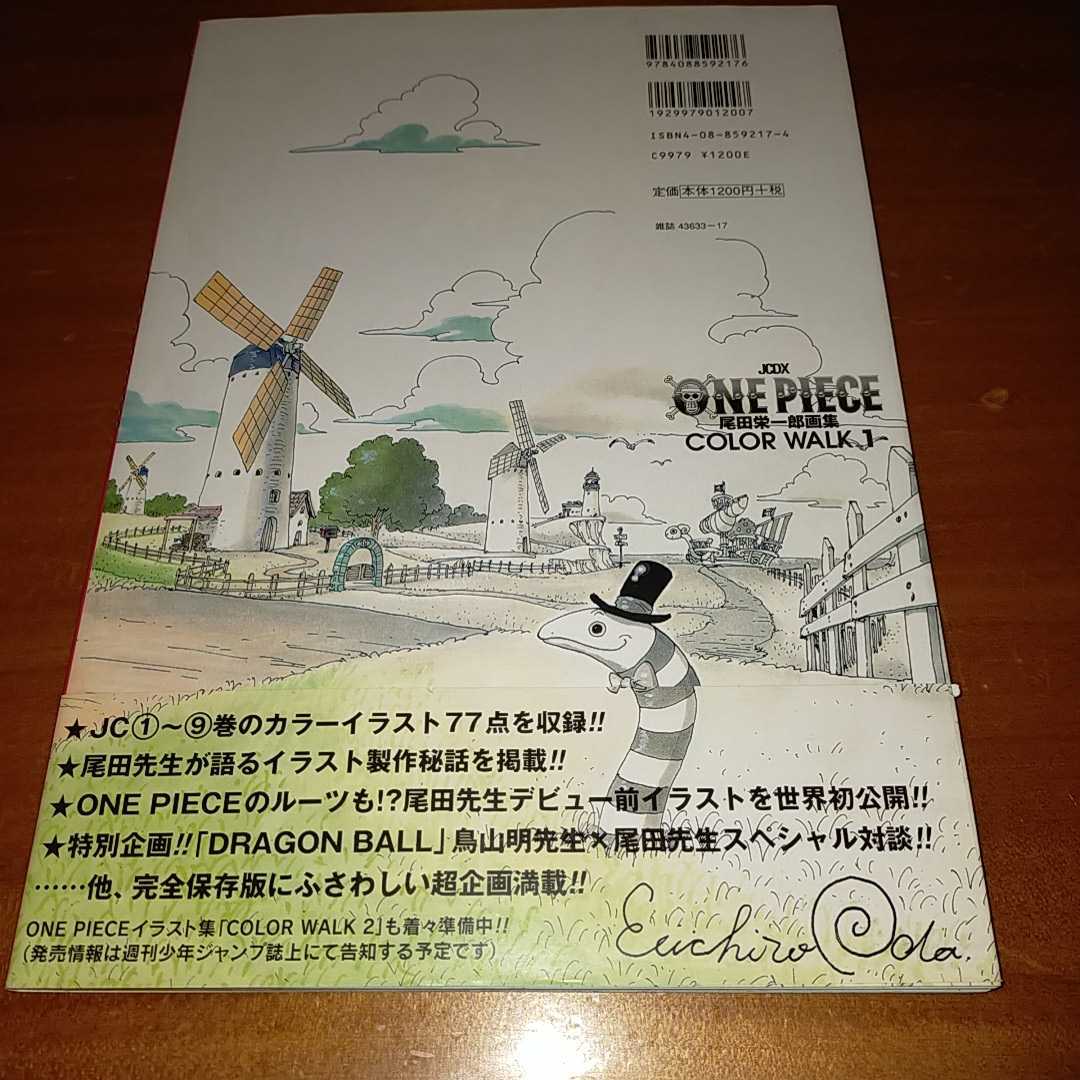 9784088592176
1929979012007
ISBN4-08-859217-4
C9979 ¥1200E
定価 本体1200円+税
雑誌 43633-17
JCDX
ONE PIECE
尾田栄一郎画集
COLOR WALK 1
★JC①〜⑨巻のカラーイラスト77点を収録!!
★尾田先生が語るイラスト製作秘話を掲載!!
★ONE PIECEのルーツも!?尾田先生デビュー前イラストを世界初公開!!
★特別企画!!「DRAGON BALL」鳥山明先生×尾田先生スペシャル対談!!
……他、完全保存版にふさわしい超企画満載!!
ONE PIECEイラスト集「COLOR WALK 2」も着々準備中!!
(発売情報は週刊少年ジャンプ誌上にて告知する予定です)
Eiichiro Oda.